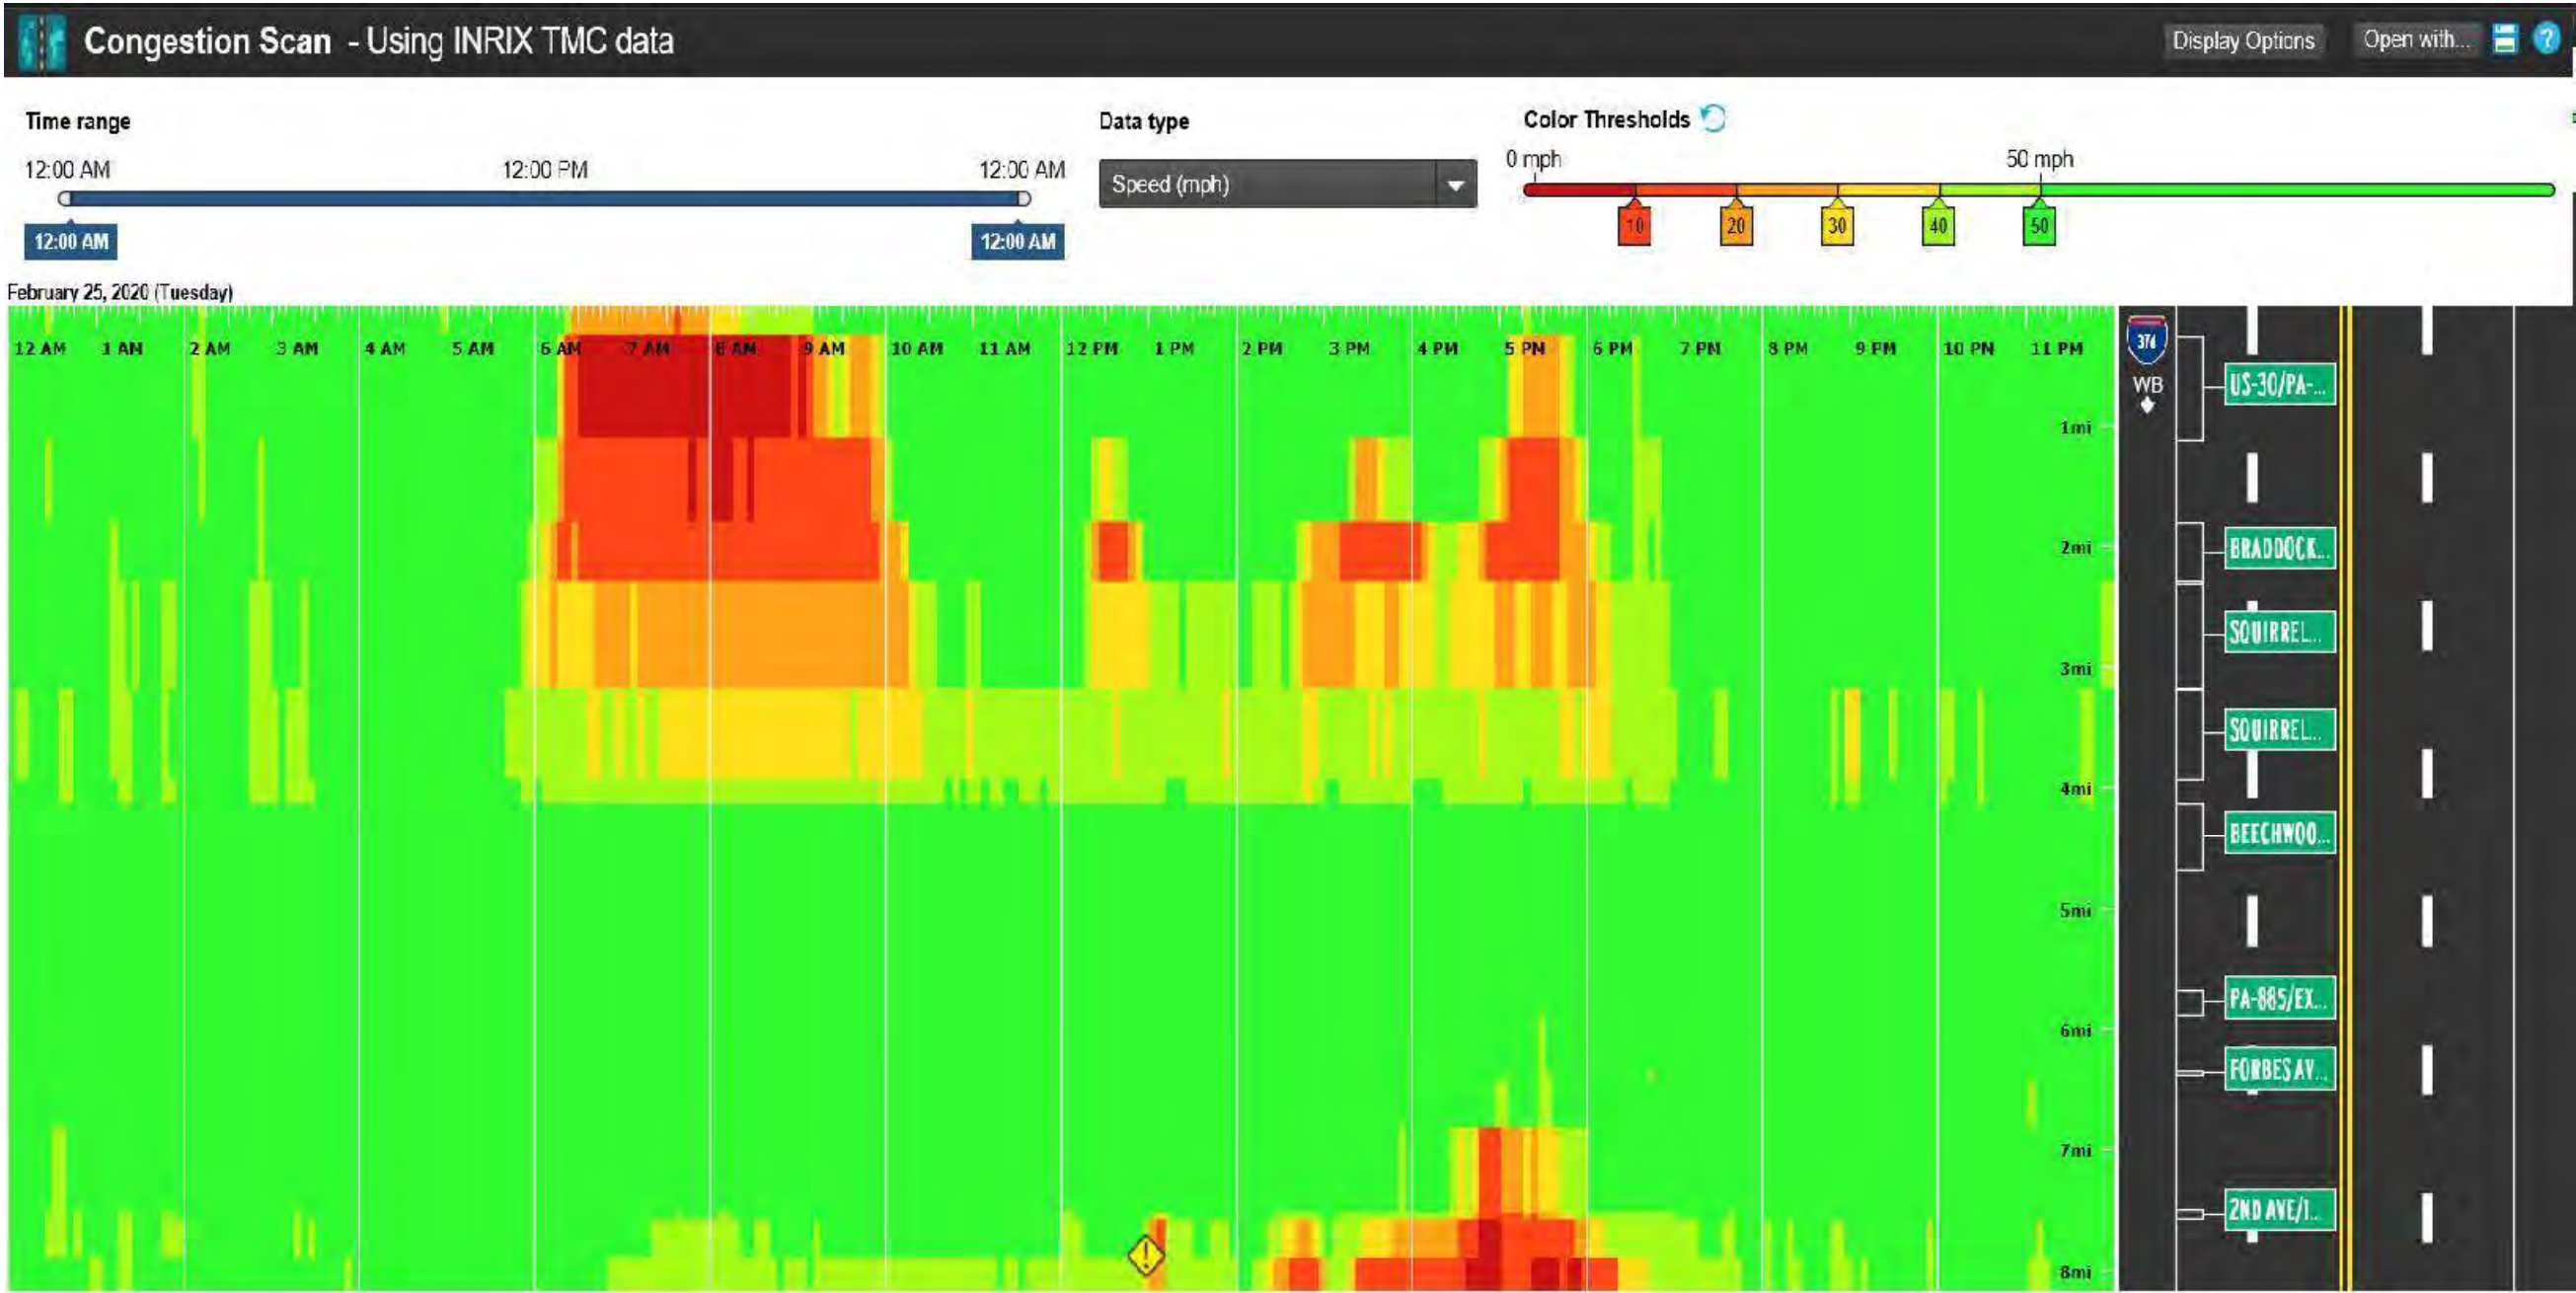 Congestion Scan - Using INRIX TMC data
Display Options
Open with...
?
Time range
12:00 AM 12:00 PM 12:00 AM
12:00 AM 12:00 AM
Data type
Speed (mph)
Color Thresholds
0 mph 50 mph
10 20 30 40 50
February 25, 2020 (Tuesday)
12 AM 1 AM 2 AM 3 AM 4 AM 5 AM 6 AM 7 AM 8 AM 9 AM 10 AM 11 AM 12 PM 1 PM 2 PM 3 PM 4 PM 5 PM 6 PM 7 PM 8 PM 9 PM 10 PM 11 PM
376
WB
US-30/PA-...
1mi
2mi
BRADDOCK...
SQUIRREL...
3mi
SQUIRREL...
4mi
BEECHWOO...
5mi
PA-885/EX...
6mi
FORBES AV...
7mi
2ND AVE/1...
!
8mi